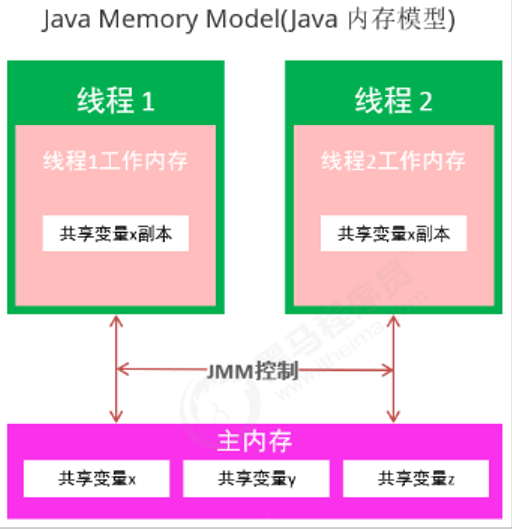 Java Memory Model(Java 内存模型)
线程 1
线程 2
线程1工作内存
线程2工作内存
共享变量x副本
共享变量x副本
JMM控制
黑马程序员
www.itheima.com
主内存
共享变量x
共享变量y
共享变量z